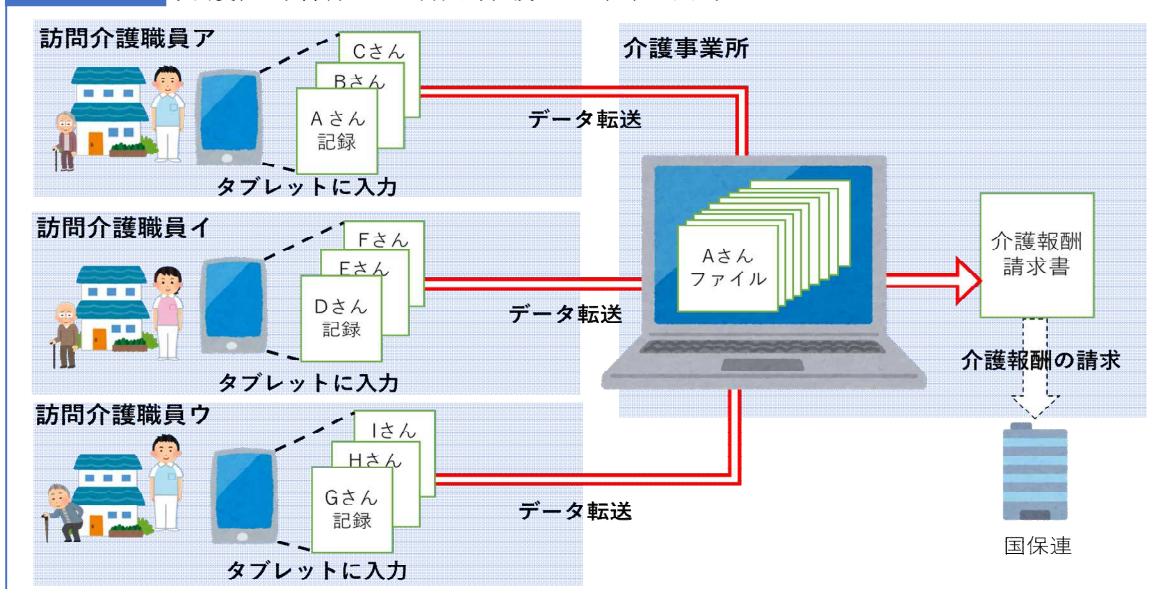 訪問介護職員ア
Cさん
Bさん
Aさん
記録
タブレットに入力
データ転送
訪問介護職員イ
Fさん
Eさん
Dさん
記録
タブレットに入力
データ転送
訪問介護職員ウ
Iさん
Hさん
Gさん
記録
タブレットに入力
データ転送
介護事業所
Aさん
ファイル
介護報酬
請求書
介護報酬の請求
国保連